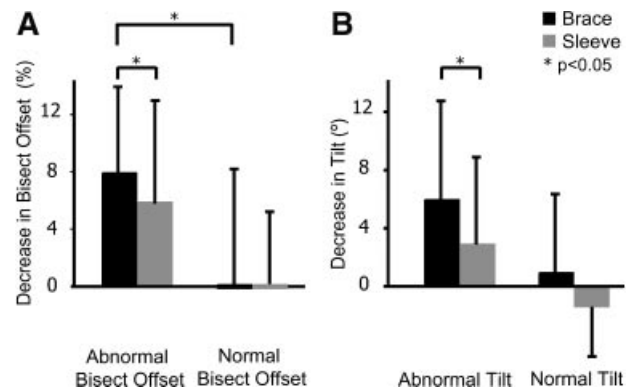 A
B
Brace
Sleeve
* p<0.05
*
*
*
Decrease in Bisect Offset (%)
12
8
4
0
Decrease in Tilt (°)
12
8
4
0
Abnormal
Bisect Offset
Normal
Bisect Offset
Abnormal Tilt
Normal Tilt